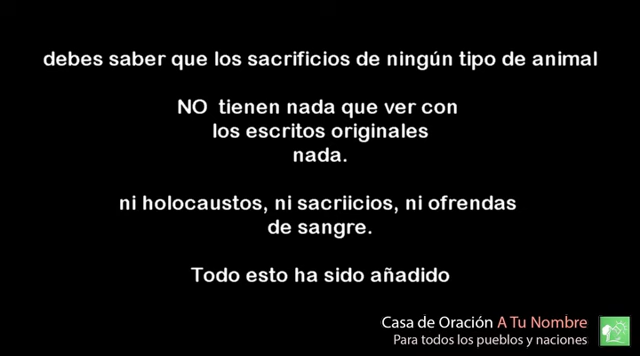 debes saber que los sacrificios de ningún tipo de animal
NO tienen nada que ver con
los escritos originales
nada.
ni holocaustos, ni sacriicios, ni ofrendas
de sangre.
Todo esto ha sido añadido
Casa de Oración A Tu Nombre
Para todos los pueblos y naciones